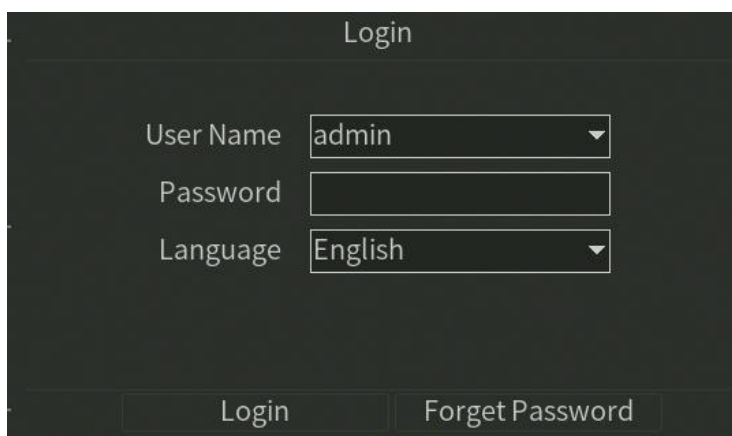 Login
User Name admin
Password
Language English
Login Forget Password